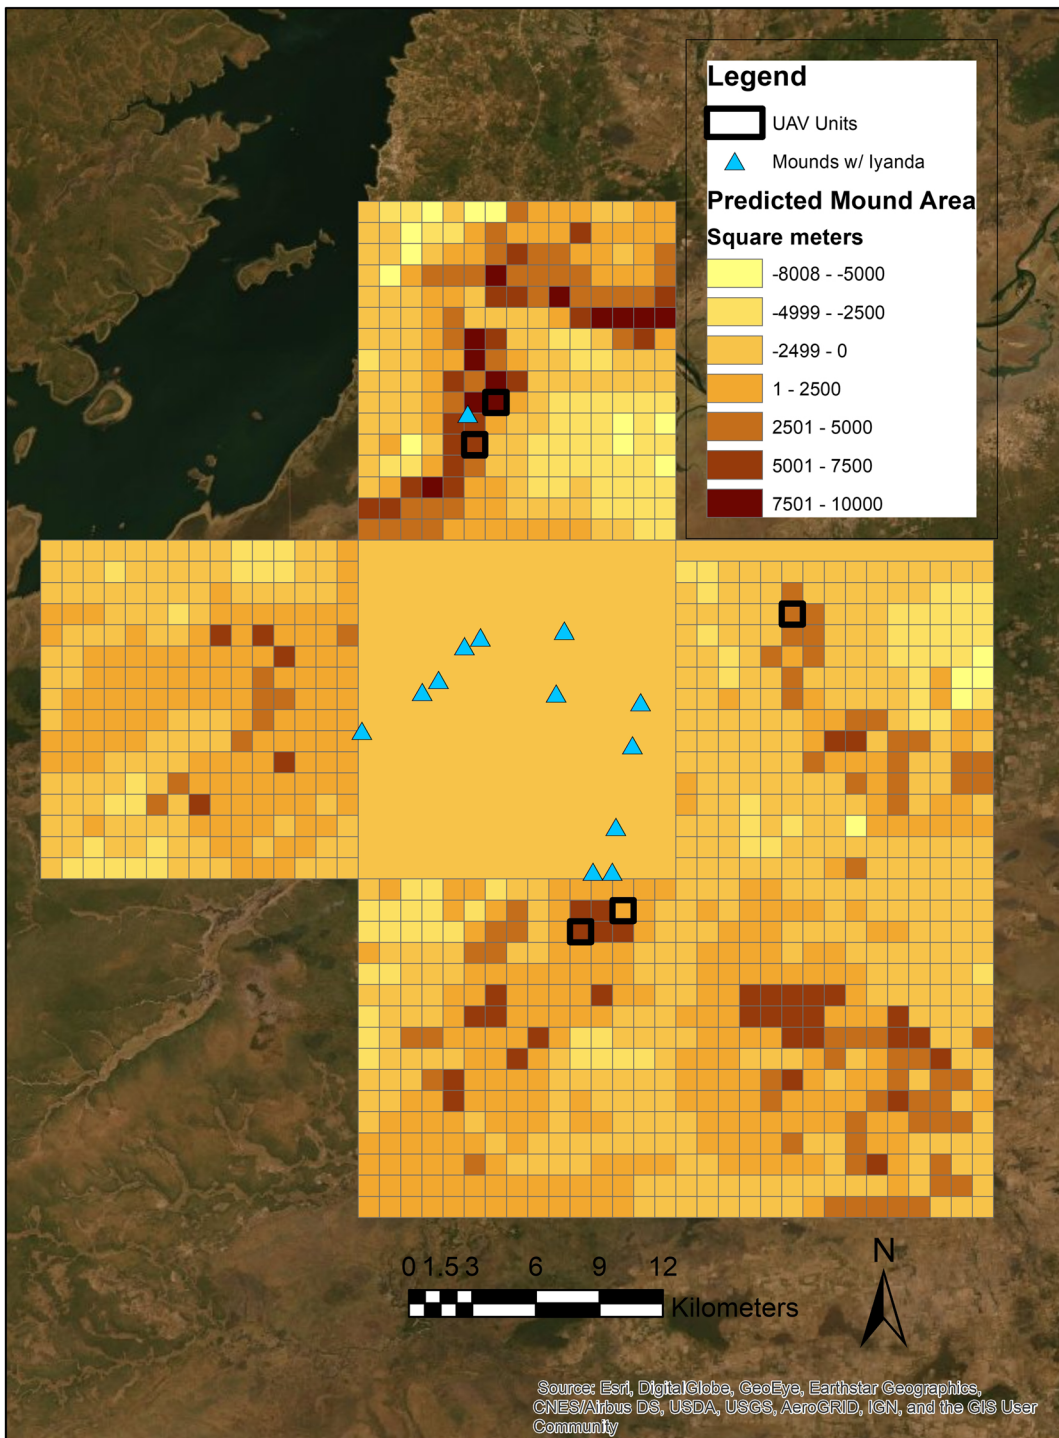 Legend
UAV Units
Mounds w/ Iyanda
Predicted Mound Area
Square meters
-8008 - -5000
-4999 - -2500
-2499 - 0
1 - 2500
2501 - 5000
5001 - 7500
7501 - 10000
0 1.5 3 6 9 12
Kilometers
N
Source: Esri, DigitalGlobe, GeoEye, Earthstar Geographics,
CNES/Airbus DS, USDA, USGS, AeroGRID, IGN, and the GIS User
Community